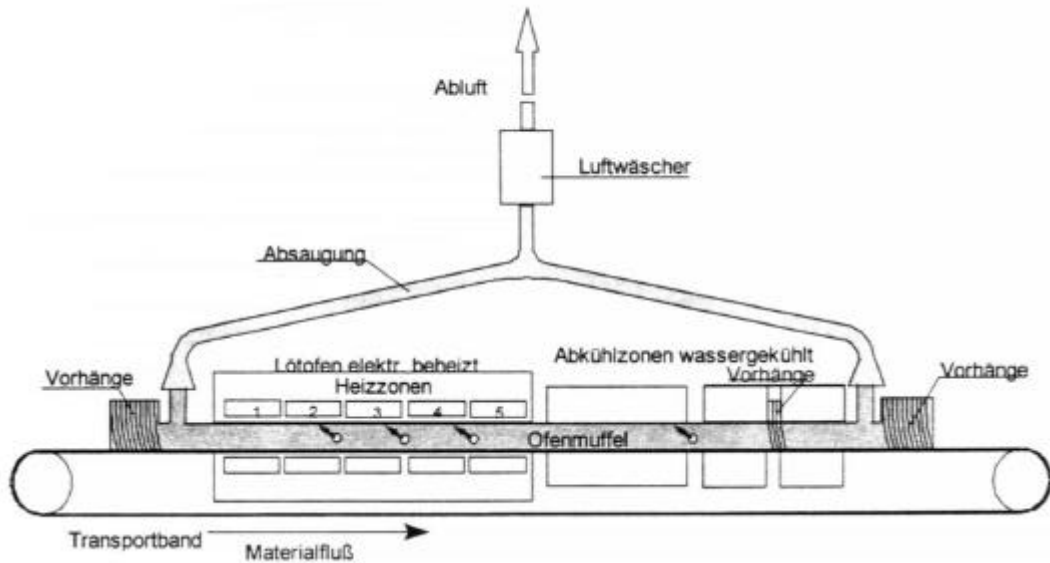 Abluft
Luftwäscher
Absaugung
Lötofen elektr. beheizt
Abkühlzonen wassergekühlt
Vorhänge
Heizzonen
Vorhänge
Vorhänge
1 2 3 4 5
Ofenmuffel
Transportband
Materialfluß